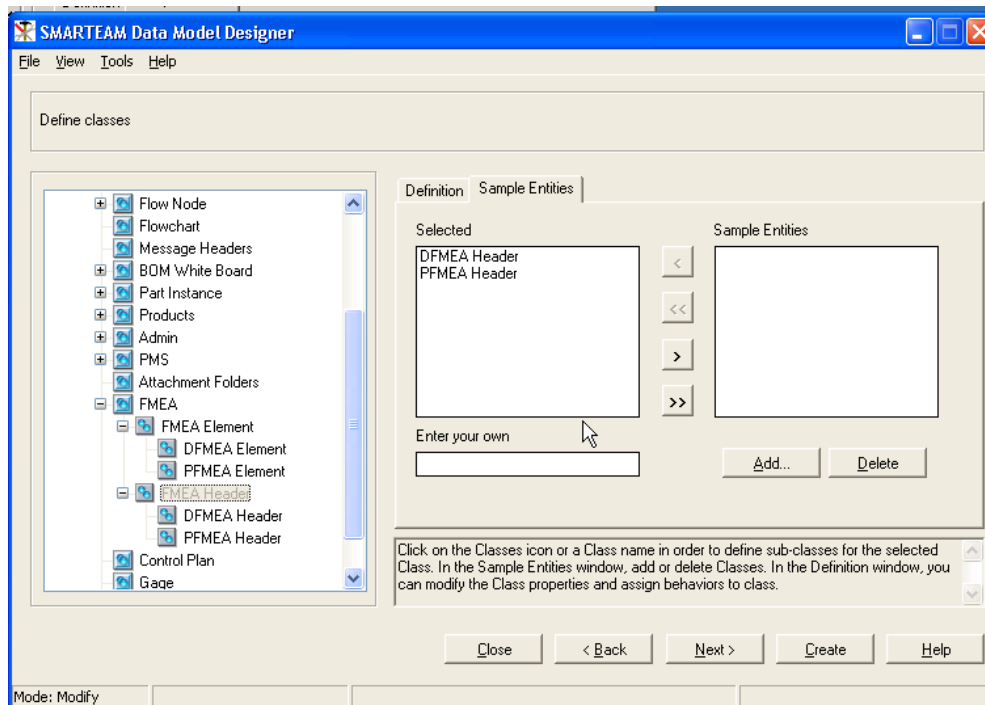 SMARTEAM Data Model Designer
File View Tools Help
Define classes
Flow Node
Flowchart
Message Headers
BOM White Board
Part Instance
Products
Admin
PMS
Attachment Folders
FMEA
FMEA Element
DFMEA Element
PFMEA Element
FMEA Header
DFMEA Header
PFMEA Header
Control Plan
Gage
Definition Sample Entities
Selected
DFMEA Header
PFMEA Header
Enter your own
<
<<
>
>>
Sample Entities
Add... Delete
Click on the Classes icon or a Class name in order to define sub-classes for the selected
Class. In the Sample Entities window, add or delete Classes. In the Definition window, you
can modify the Class properties and assign behaviors to class.
Close < Back Next > Create Help
Mode: Modify